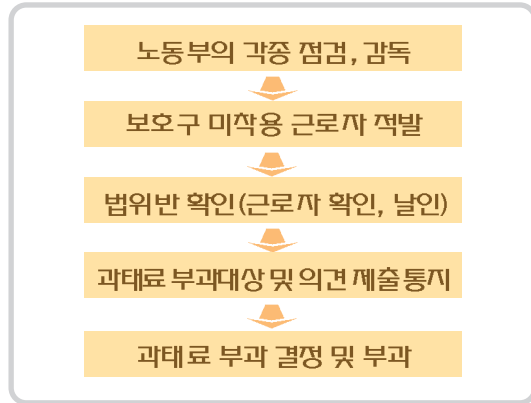 노동부의 각종 점검, 감독
보호구 미착용 근로자 적발
법위반 확인(근로자 확인, 날인)
과태료 부과대상 및 의견 제출통지
과태료 부과 결정 및 부과